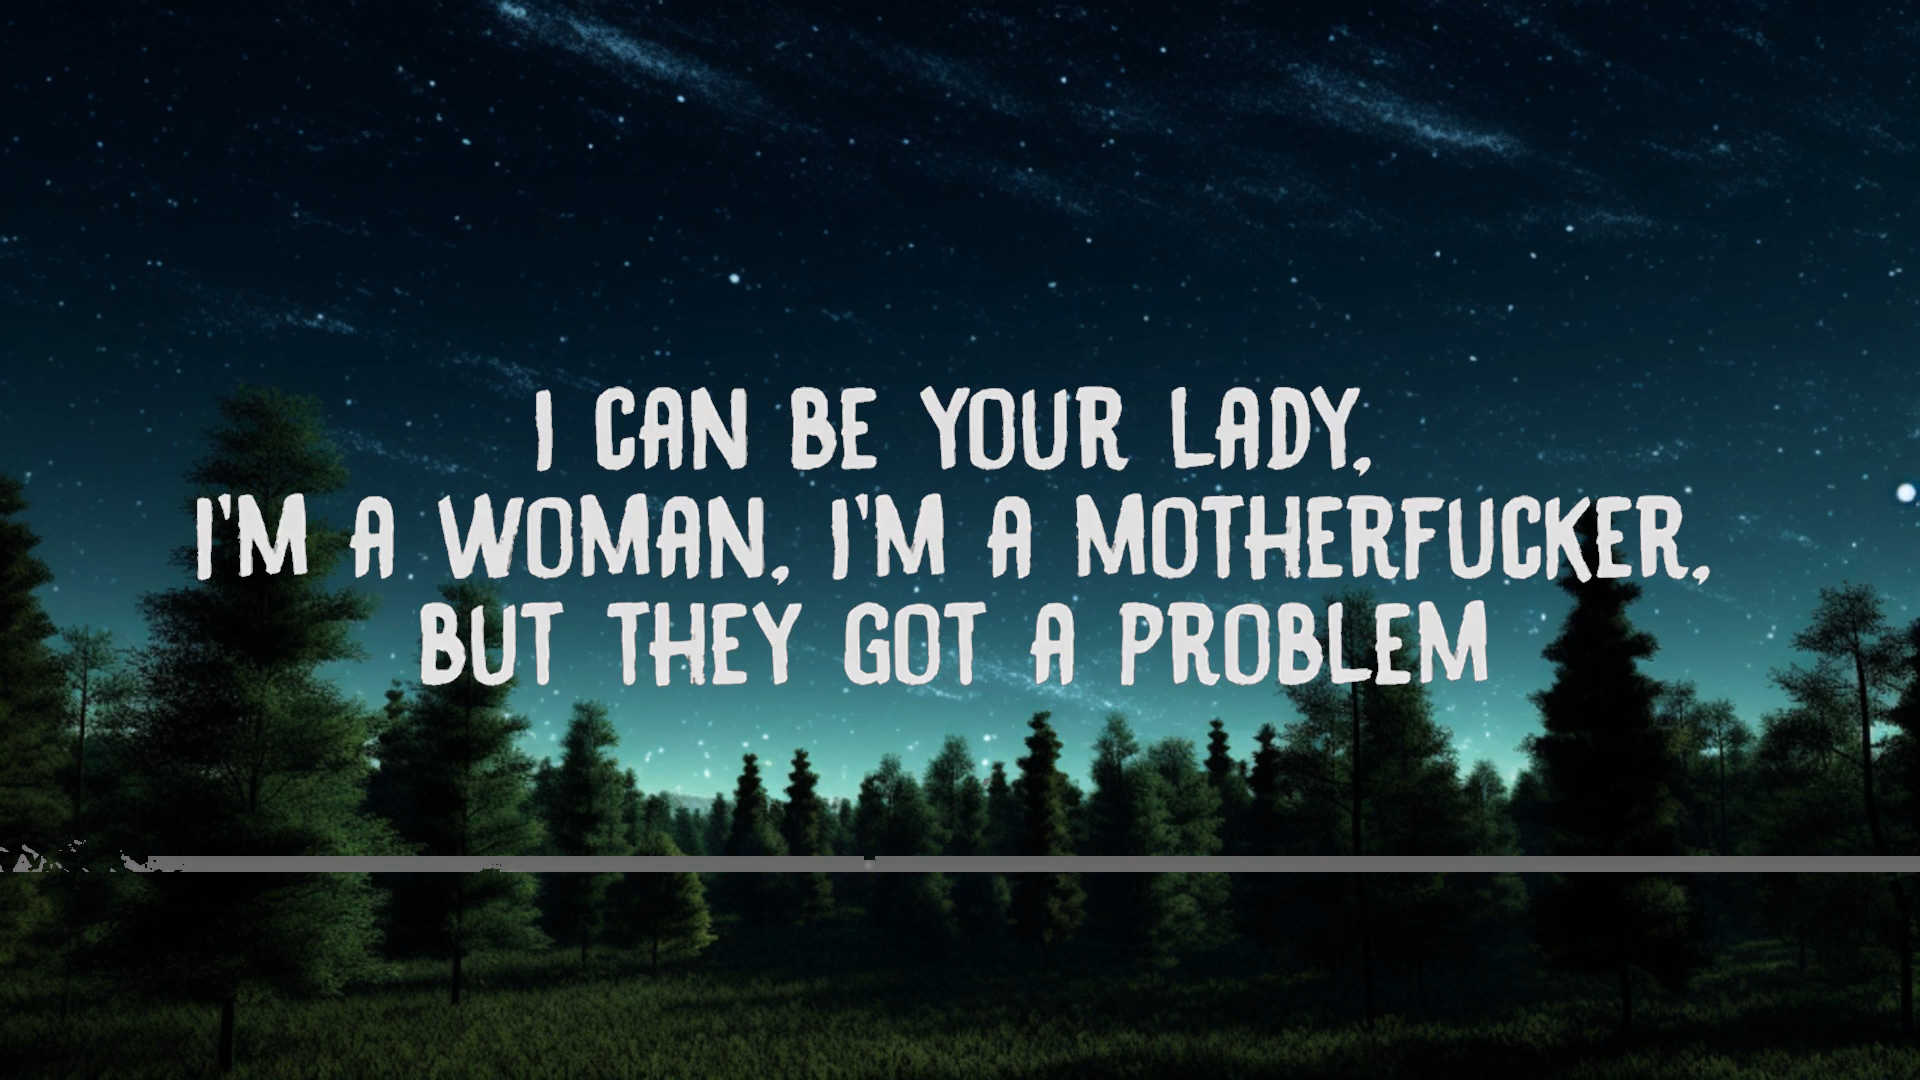 I CAN BE YOUR LADY,
I'M A WOMAN, I'M A MOTHERFUCKER,
BUT THEY GOT A PROBLEM